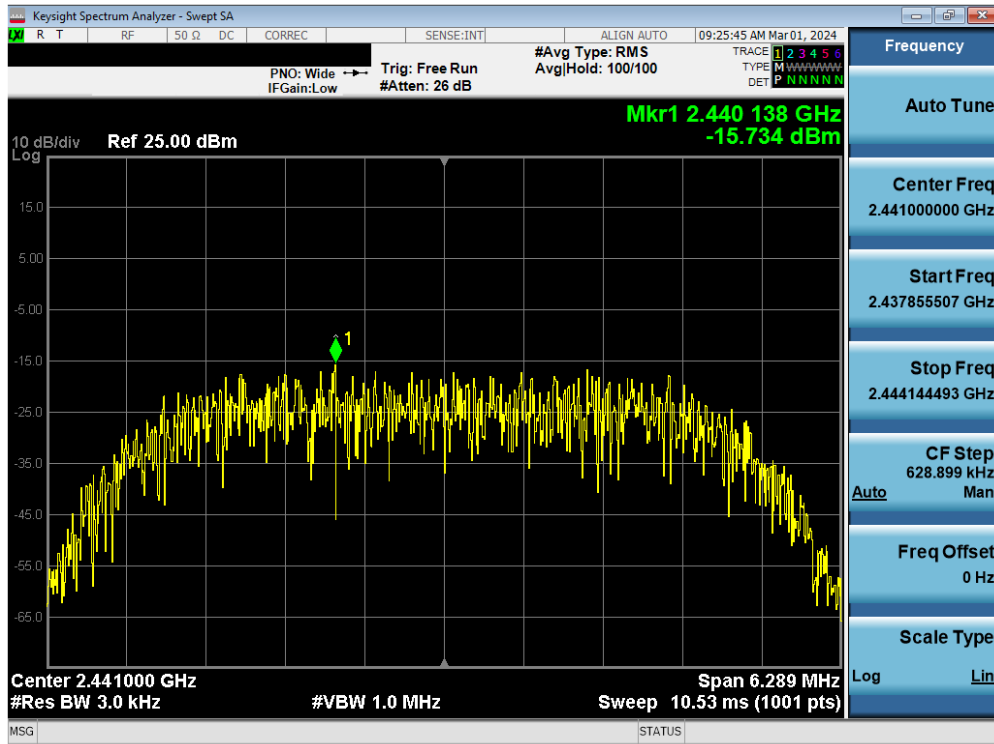 Keysight Spectrum Analyzer - Swept SA
LXI R T RF 50 Ω DC CORREC SENSE:INT ALIGN AUTO 09:25:45 AM Mar 01, 2024
PNO: Wide
IFGain:Low
Trig: Free Run
#Atten: 26 dB
#Avg Type: RMS
Avg|Hold: 100/100
TRACE 1 2 3 4 5 6
TYPE M W W W W W
DET P N N N N N
Mkr1 2.440 138 GHz
-15.734 dBm
10 dB/div Ref 25.00 dBm
Log
15.0
5.00
-5.00
1
-15.0
-25.0
-35.0
-45.0
-55.0
-65.0
Center 2.441000 GHz Span 6.289 MHz
#Res BW 3.0 kHz #VBW 1.0 MHz Sweep 10.53 ms (1001 pts)
MSG STATUS
Frequency
Auto Tune
Center Freq
2.441000000 GHz
Start Freq
2.437855507 GHz
Stop Freq
2.444144493 GHz
CF Step
628.899 kHz
Auto Man
Freq Offset
0 Hz
Scale Type
Log Lin